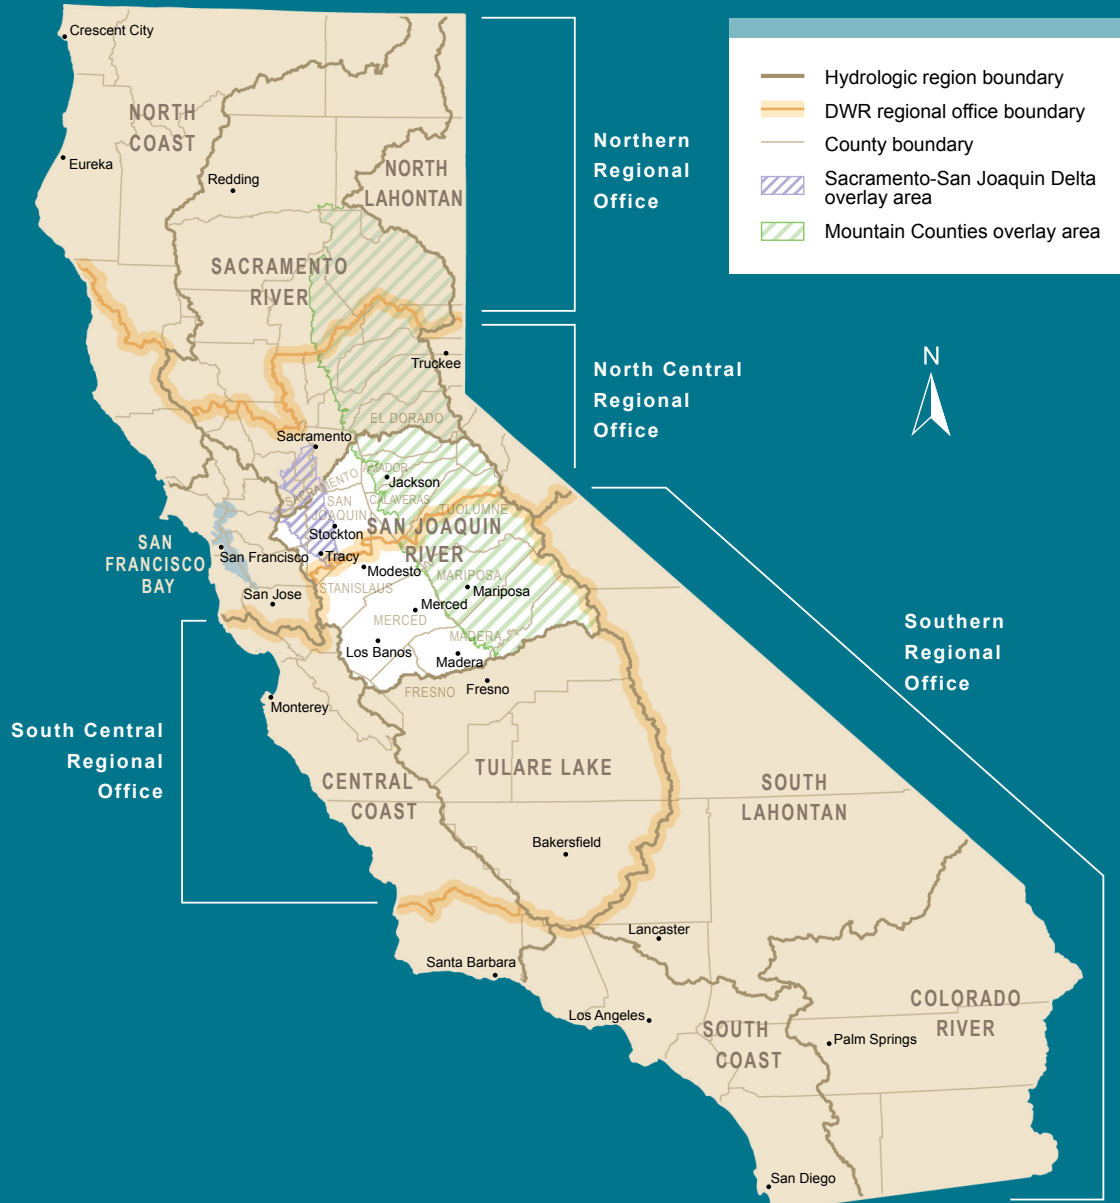 Crescent City
NORTH
COAST
Eureka
Redding
NORTH
LAHONTAN
SACRAMENTO
RIVER
Truckee
EL DORADO
Sacramento
AMADOR
Jackson
SACRAMENTO
CALAVERAS
SAN
JOAQUIN
TUOLUMNE
Stockton
SAN JOAQUIN
RIVER
SAN
FRANCISCO
BAY
San Francisco
Tracy
Modesto
MARIPOSA
Mariposa
STANISLAUS
San Jose
Merced
MERCED
MADERA
Los Banos
Madera
Fresno
FRESNO
Monterey
TULARE LAKE
CENTRAL
COAST
SOUTH
LAHONTAN
Bakersfield
Lancaster
Santa Barbara
Los Angeles
COLORADO
RIVER
SOUTH
COAST
Palm Springs
San Diego
Northern
Regional
Office
North Central
Regional
Office
Southern
Regional
Office
South Central
Regional
Office
Hydrologic region boundary
DWR regional office boundary
County boundary
Sacramento-San Joaquin Delta
overlay area
Mountain Counties overlay area
N